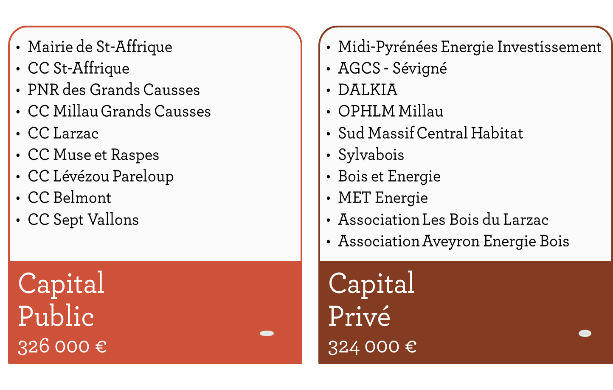 • Mairie de St-Affrique
• CC St-Affrique
• PNR des Grands Causses
• CC Millau Grands Causses
• CC Larzac
• CC Muse et Raspes
• CC Lévézou Pareloup
• CC Belmont
• CC Sept Vallons
Capital
Public
326 000 €
• Midi-Pyrénées Energie Investissement
• AGCS - Sévigné
• DALKIA
• OPHLM Millau
• Sud Massif Central Habitat
• Sylvabois
• Bois et Energie
• MET Energie
• Association Les Bois du Larzac
• Association Aveyron Energie Bois
Capital
Privé
324 000 €